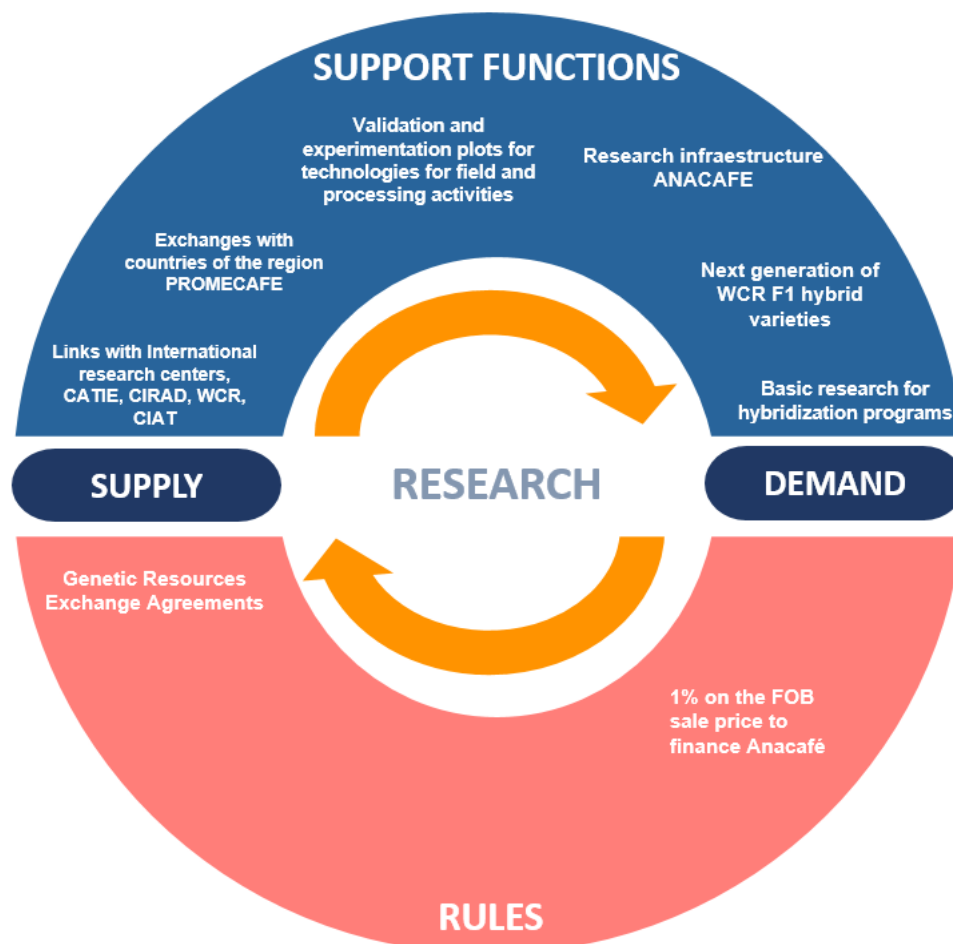 SUPPORT FUNCTIONS
Validation and
experimentation plots for
technologies for field and
processing activities
Research infraestructure
ANACAFE
Exchanges with
countries of the region
PROMECAFE
Next generation of
WCR F1 hybrid
varieties
Links with International
research centers,
CATIE, CIRAD, WCR,
CIAT
Basic research for
hybridization programs
SUPPLY
RESEARCH
DEMAND
Genetic Resources
Exchange Agreements
1% on the FOB
sale price to
finance Anacafé
RULES